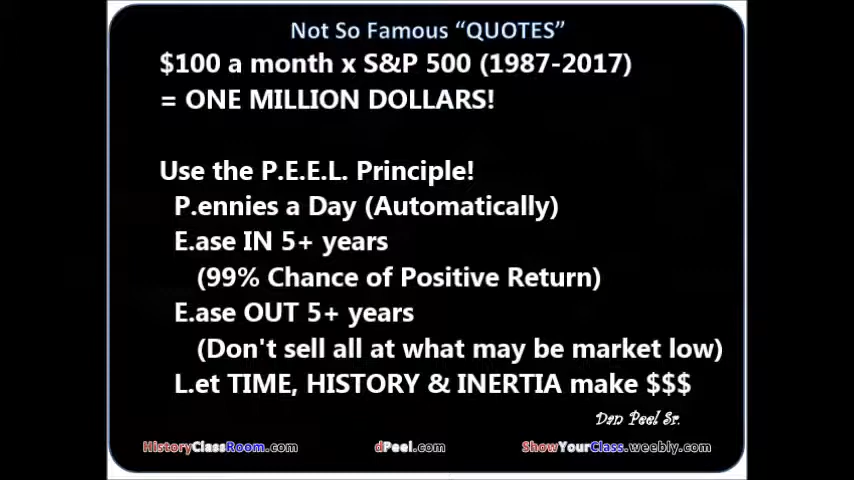 Not So Famous “QUOTES”
$100 a month x S&P 500 (1987-2017)
= ONE MILLION DOLLARS!
Use the P.E.E.L. Principle!
P.ennies a Day (Automatically)
E.ase IN 5+ years
(99% Chance of Positive Return)
E.ase OUT 5+ years
(Don't sell all at what may be market low)
L.et TIME, HISTORY & INERTIA make $$$
Dan Peel Sr.
HistoryClassRoom.com dPeel.com ShowYourClass.weebly.com